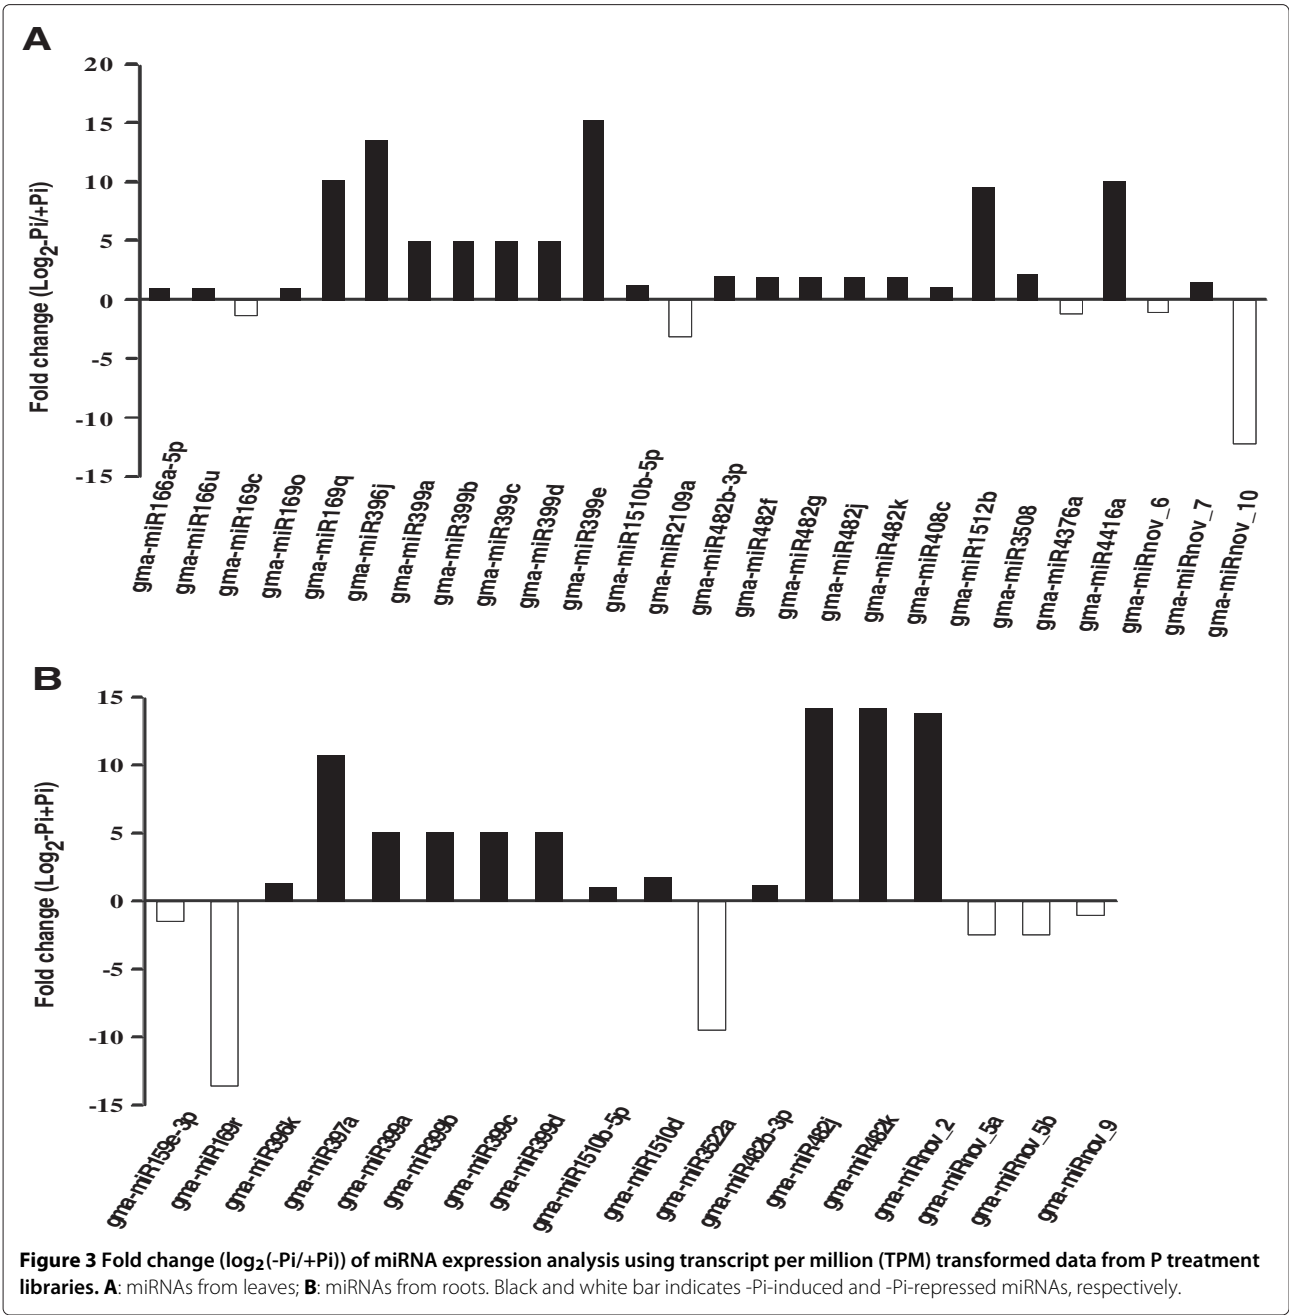 A
20
15
10
5
0
-5
-10
-15
Fold change (Log2-Pi/+Pi)
gma-miR166a-5p
gma-miR166u
gma-miR169c
gma-miR169o
gma-miR169q
gma-miR396j
gma-miR399a
gma-miR399b
gma-miR399c
gma-miR399d
gma-miR399e
gma-miR1510b-5p
gma-miR2109a
gma-miR482b-3p
gma-miR482f
gma-miR482g
gma-miR482j
gma-miR482k
gma-miR408c
gma-miR1512b
gma-miR3508
gma-miR4376a
gma-miR4416a
gma-miRnov_6
gma-miRnov_7
gma-miRnov_10
B
15
10
5
0
-5
-10
-15
Fold change (Log2-Pi+Pi)
gma-miR159e-3p
gma-miR169r
gma-miR396k
gma-miR397a
gma-miR399a
gma-miR399b
gma-miR399c
gma-miR399d
gma-miR1510b-5p
gma-miR1510d
gma-miR3522a
gma-miR482b-3p
gma-miR482j
gma-miR482k
gma-miRnov_2
gma-miRnov_5a
gma-miRnov_5b
gma-miRnov_9
Figure 3 Fold change (log2(-Pi/+Pi)) of miRNA expression analysis using transcript per million (TPM) transformed data from P treatment
libraries. A: miRNAs from leaves; B: miRNAs from roots. Black and white bar indicates -Pi-induced and -Pi-repressed miRNAs, respectively.